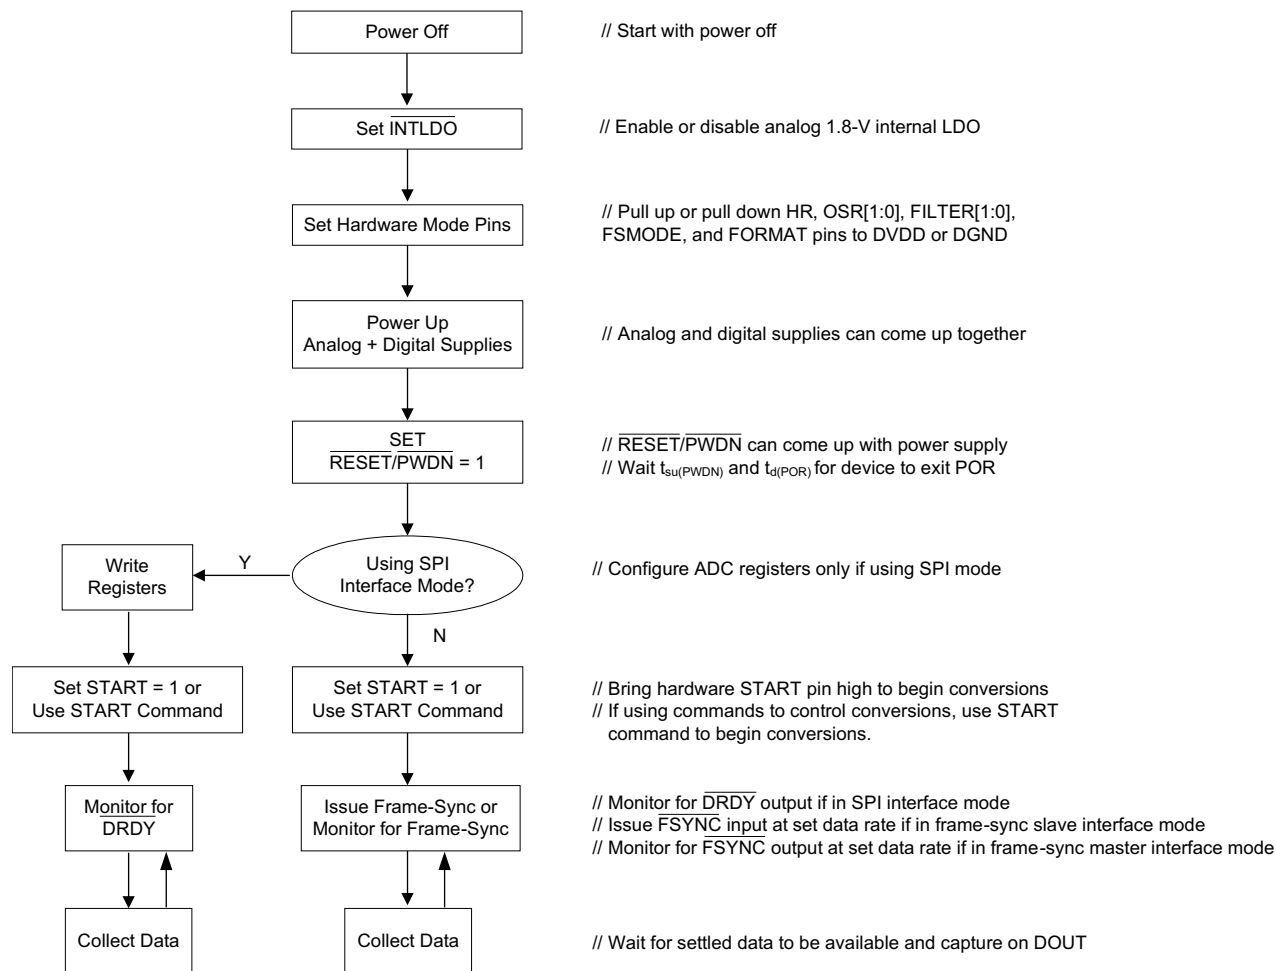 Power Off
// Start with power off
Set INTLDO
// Enable or disable analog 1.8-V internal LDO
Set Hardware Mode Pins
// Pull up or pull down HR, OSR[1:0], FILTER[1:0],
FSMODE, and FORMAT pins to DVDD or DGND
Power Up
Analog + Digital Supplies
// Analog and digital supplies can come up together
SET
RESET/PWDN = 1
// RESET/PWDN can come up with power supply
// Wait tsu(PWDN) and td(POR) for device to exit POR
Write
Registers
Y
Using SPI
Interface Mode?
// Configure ADC registers only if using SPI mode
N
Set START = 1 or
Use START Command
Set START = 1 or
Use START Command
// Bring hardware START pin high to begin conversions
// If using commands to control conversions, use START
command to begin conversions.
Monitor for
DRDY
Issue Frame-Sync or
Monitor for Frame-Sync
// Monitor for DRDY output if in SPI interface mode
// Issue FSYNC input at set data rate if in frame-sync slave interface mode
// Monitor for FSYNC output at set data rate if in frame-sync master interface mode
Collect Data
Collect Data
// Wait for settled data to be available and capture on DOUT